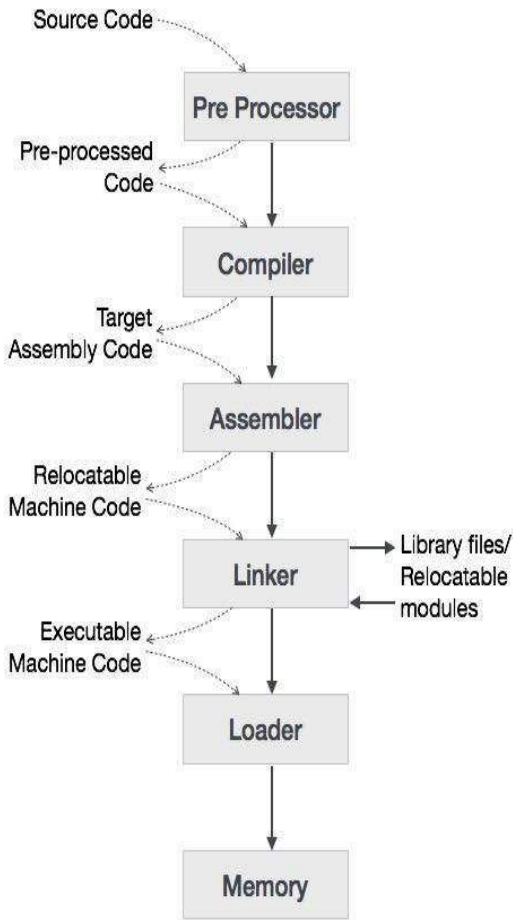 Source Code
Pre Processor
Pre-processed
Code
Compiler
Target
Assembly Code
Assembler
Relocatable
Machine Code
Linker
Library files/
Relocatable
modules
Executable
Machine Code
Loader
Memory